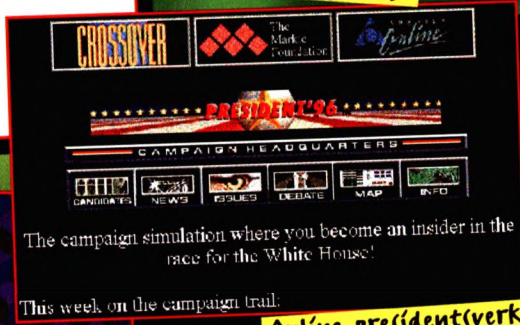 CROSSOVER
The
Markle
Foundation
Online
PRESIDENT'96
CAMPAIGN HEADQUARTERS
CANDIDATES NEWS ISSUES DEBATE MAP INFO
The campaign simulation where you become an insider in the
race for the White House!
This week on the campaign trail: